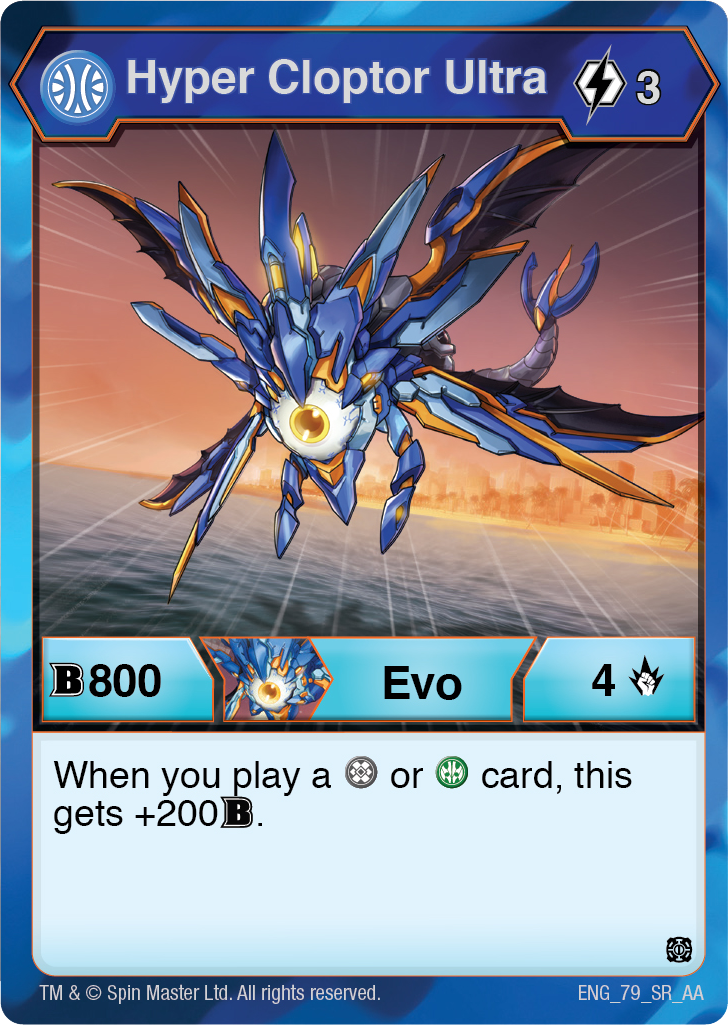 Hyper Cloptor Ultra 3
B 800 Evo 4
When you play a or card, this
gets +200 B.
TM & © Spin Master Ltd. All rights reserved. ENG_79_SR_AA